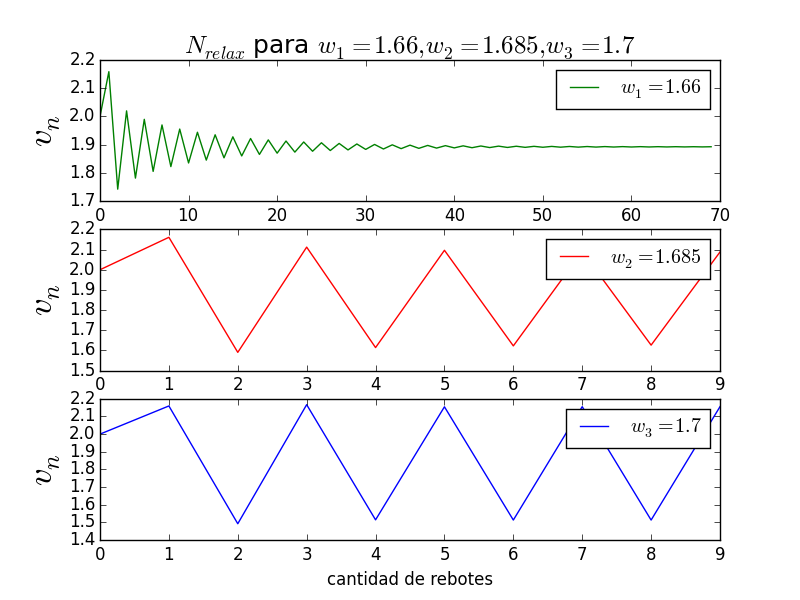 N_relax para w_1 = 1.66,w_2 = 1.685,w_3 = 1.7
2.2
2.1
2.0
1.9
1.8
1.7
v_n
w_1 = 1.66
0 10 20 30 40 50 60 70
2.2
2.1
2.0
1.9
1.8
1.7
1.6
1.5
v_n
w_2 = 1.685
0 1 2 3 4 5 6 7 8 9
2.2
2.1
2.0
1.9
1.8
1.7
1.6
1.5
1.4
v_n
w_3 = 1.7
0 1 2 3 4 5 6 7 8 9
cantidad de rebotes